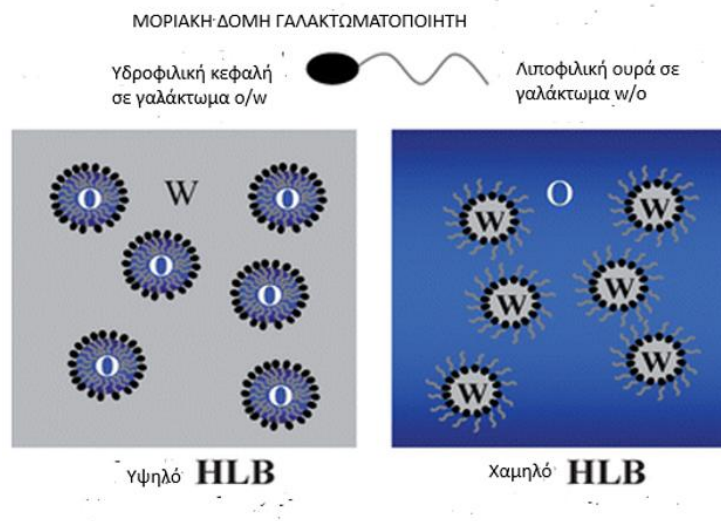 ΜΟΡΙΑΚΗ ΔΟΜΗ ΓΑΛΑΚΤΩΜΑΤΟΠΟΙΗΤΗ
Υδροφιλική κεφαλή
σε γαλάκτωμα o/w
Λιποφιλική ουρά σε
γαλάκτωμα w/o
O
W
O
O
O
O
O
W
O
W
W
W
W
W
Υψηλό HLB
Χαμηλό HLB